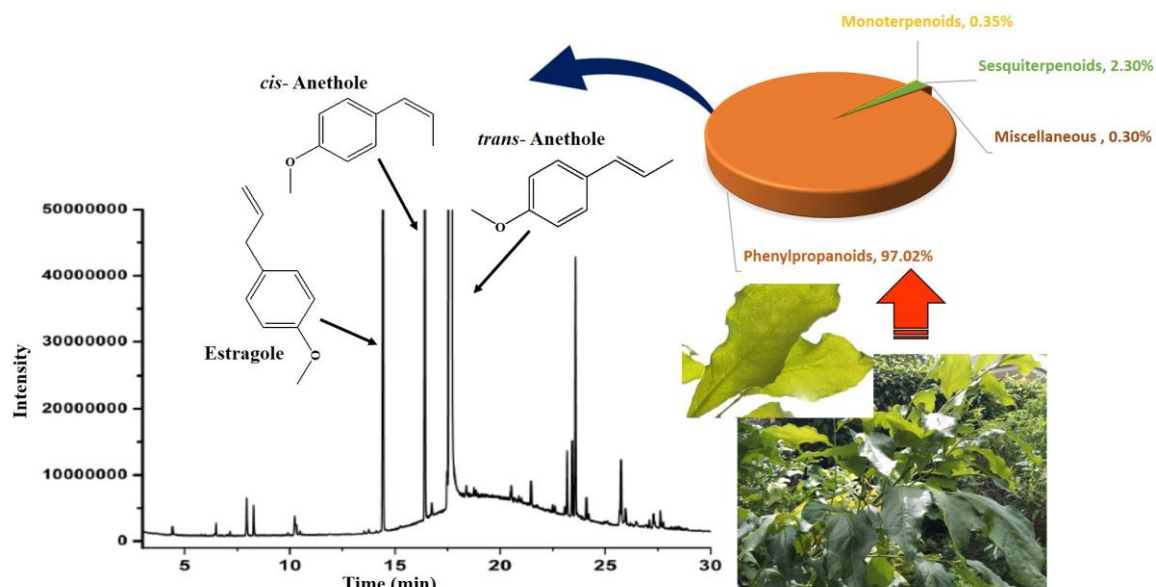 Monoterpenoids, 0.35%
Sesquiterpenoids, 2.30%
Miscellaneous , 0.30%
Phenylpropanoids, 97.02%
cis- Anethole
O
trans- Anethole
O
Estragole
O
Intensity
50000000
40000000
30000000
20000000
10000000
0
5
10
15
20
25
30
Time (min)